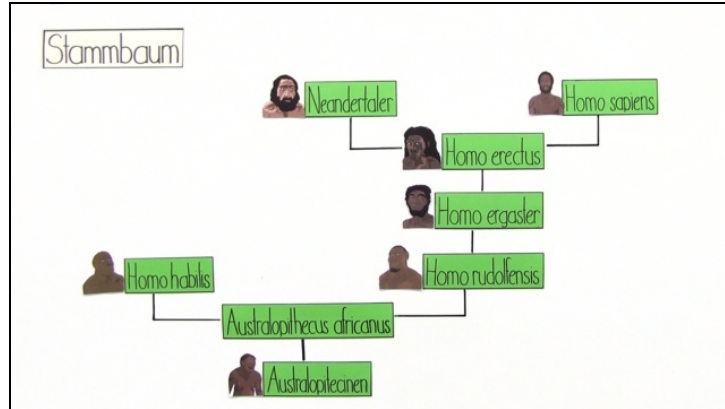 Stammbaum
Neandertaler
Homo sapiens
Homo erectus
Homo ergaster
Homo habilis
Homo rudolfensis
Australopithecus africanus
Australopitecinen